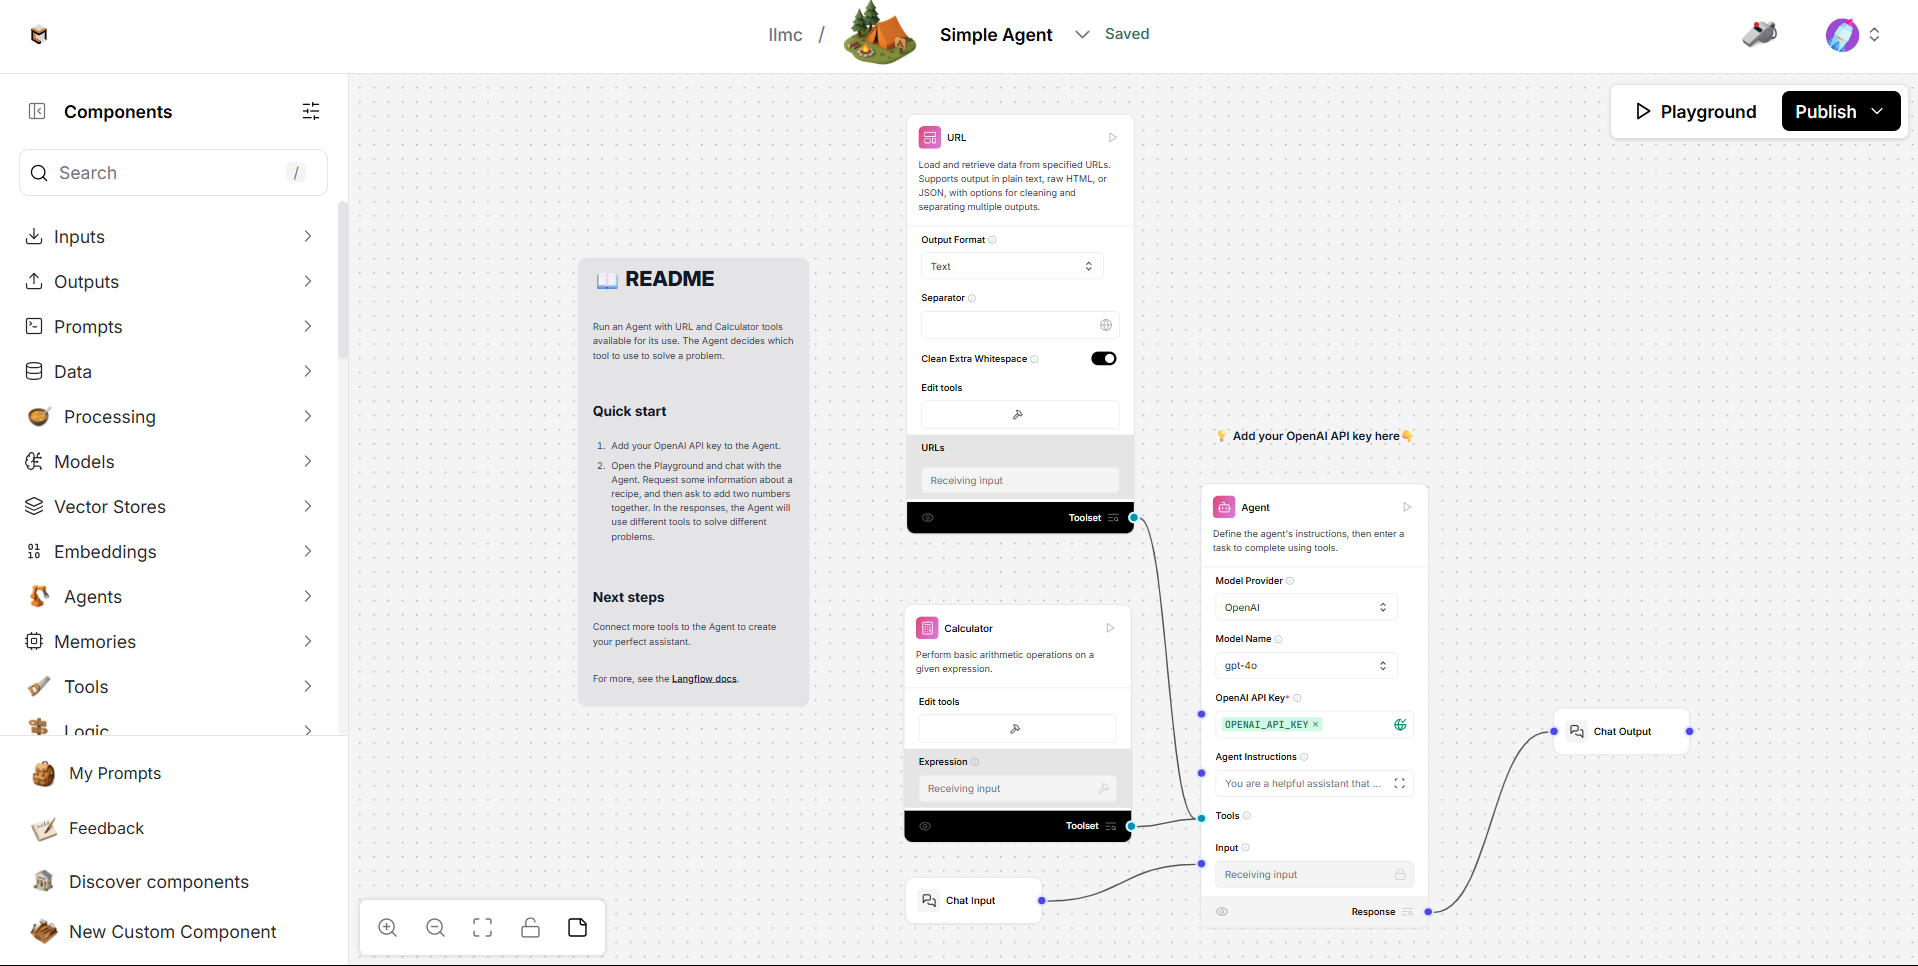 llmc / Simple Agent Saved
Components
Search /
Inputs
Outputs
Prompts
Data
Processing
Models
Vector Stores
Embeddings
Agents
Memories
Tools
Logic
My Prompts
Feedback
Discover components
New Custom Component
Playground
Publish
README
Run an Agent with URL and Calculator tools
available for its use. The Agent decides which
tool to use to solve a problem.
Quick start
1. Add your OpenAI API key to the Agent.
2. Open the Playground and chat with the
Agent. Request some information about a
recipe, and then ask to add two numbers
together. In the responses, the Agent will
use different tools to solve different
problems.
Next steps
Connect more tools to the Agent to create
your perfect assistant.
For more, see the Langflow docs.
URL
Load and retrieve data from specified URLs.
Supports output in plain text, raw HTML, or
JSON, with options for cleaning and
separating multiple outputs.
Output Format
Text
Separator
Clean Extra Whitespace
Edit tools
URLs
Receiving input
Toolset
Calculator
Perform basic arithmetic operations on a
given expression.
Edit tools
Expression
Receiving input
Toolset
Chat Input
💡 Add your OpenAI API key here👇
Agent
Define the agent's instructions, then enter a
task to complete using tools.
Model Provider
OpenAI
Model Name
gpt-4o
OpenAI API Key*
OPENAI_API_KEY ×
Agent Instructions
You are a helpful assistant that ...
Tools
Input
Receiving input
Response
Chat Output